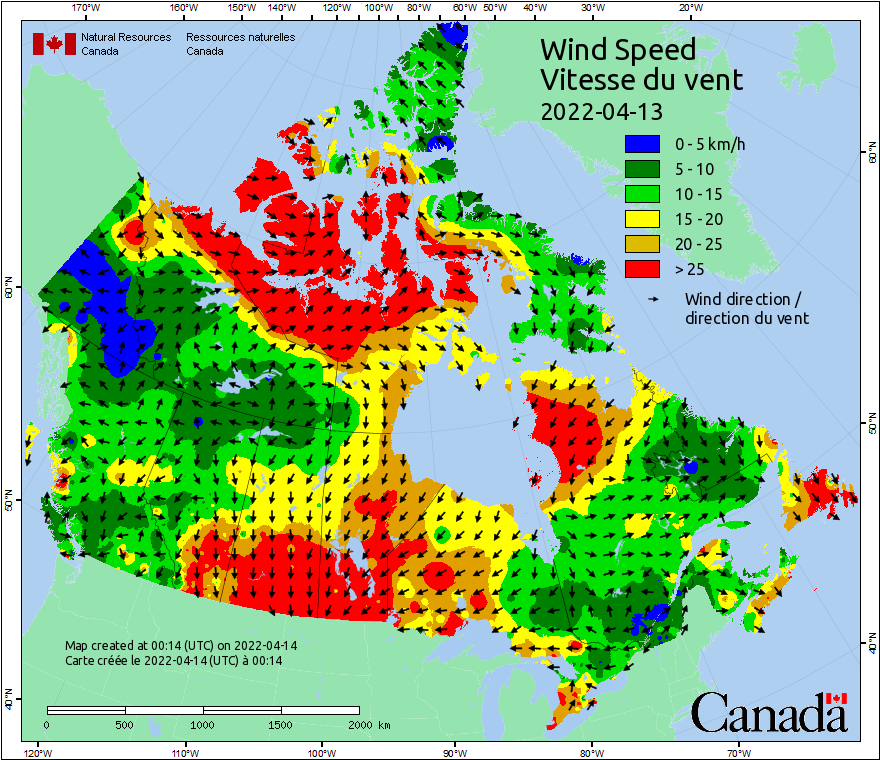 170°W 160°W 150°W 140°W 130°W 120°W 110°W 100°W 90°W 80°W 70°W 60°W 50°W 40°W 30°W 20°W
Natural Resources Ressources naturelles
Canada Canada
Wind Speed
Vitesse du vent
2022-04-13
0 - 5 km/h
5 - 10
10 - 15
15 - 20
20 - 25
> 25
Wind direction /
direction du vent
60°N
60°N
50°N
50°N
40°N
40°N
Map created at 00:14 (UTC) on 2022-04-14
Carte créée le 2022-04-14 (UTC) à 00:14
0 500 1000 1500 2000 km
Canada
120°W 110°W 100°W 90°W 80°W 70°W